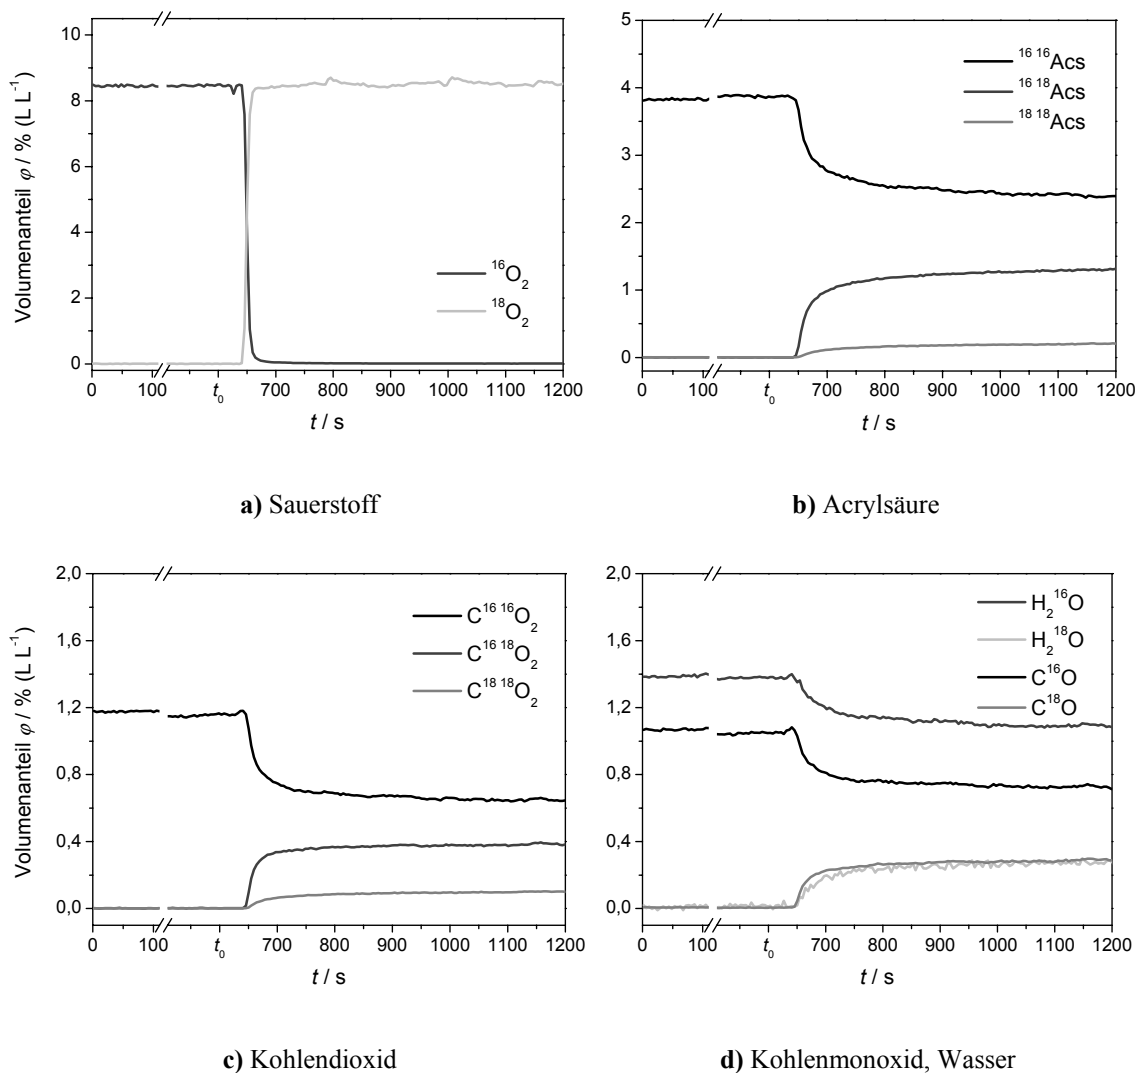 Volumenanteil φ / % (L L⁻¹)
10
8
6
4
2
0
¹⁶O₂
¹⁸O₂
0 100 t₀ 700 800 900 1000 1100 1200
t / s
a) Sauerstoff
5
4
3
2
1
0
¹⁶ ¹⁶Acs
¹⁶ ¹⁸Acs
¹⁸ ¹⁸Acs
0 100 t₀ 700 800 900 1000 1100 1200
t / s
b) Acrylsäure
Volumenanteil φ / % (L L⁻¹)
2,0
1,6
1,2
0,8
0,4
0,0
C¹⁶ ¹⁶O₂
C¹⁶ ¹⁸O₂
C¹⁸ ¹⁸O₂
0 100 t₀ 700 800 900 1000 1100 1200
t / s
c) Kohlendioxid
2,0
1,6
1,2
0,8
0,4
0,0
H₂¹⁶O
H₂¹⁸O
C¹⁶O
C¹⁸O
0 100 t₀ 700 800 900 1000 1100 1200
t / s
d) Kohlenmonoxid, Wasser